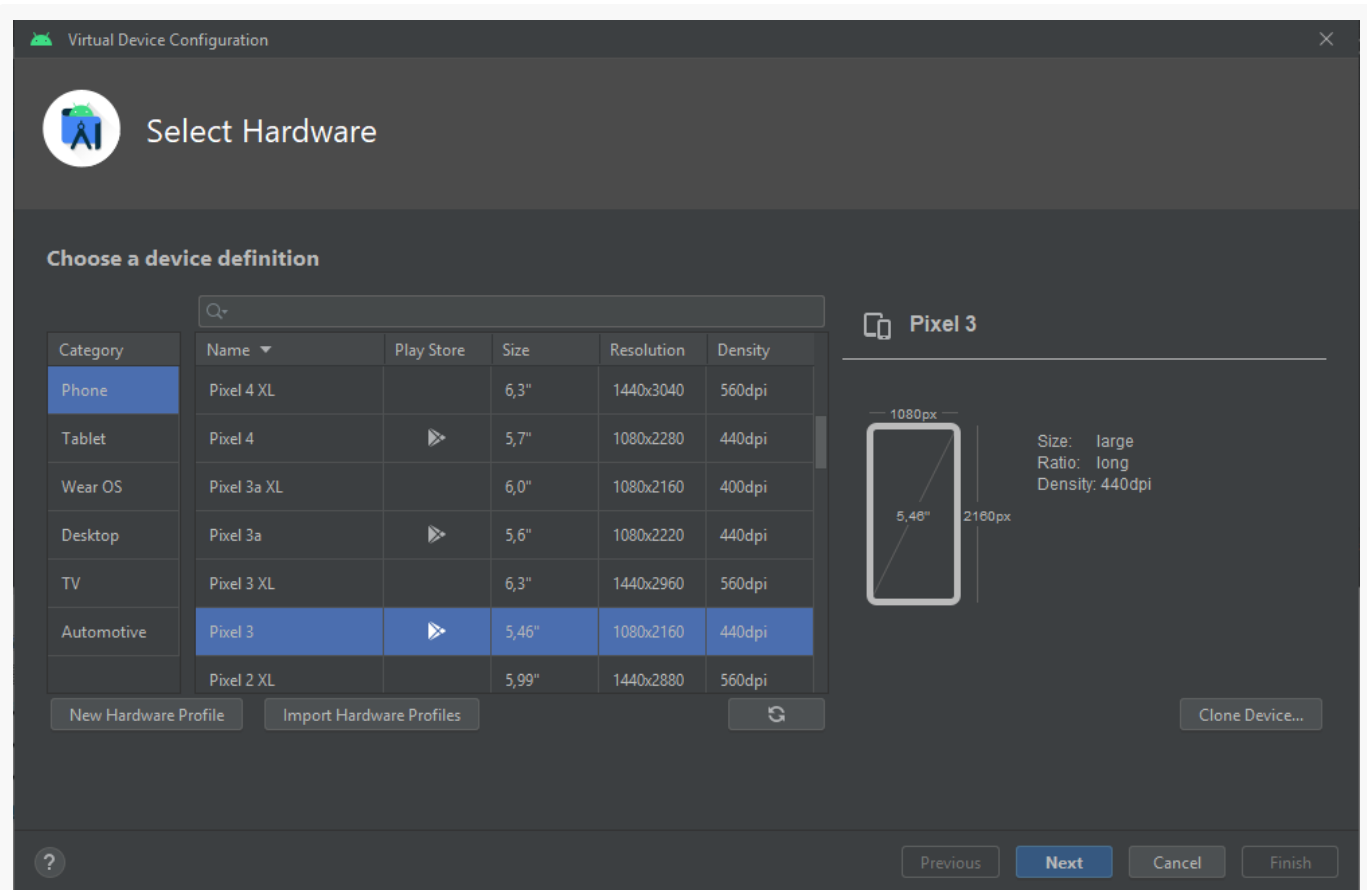 Virtual Device Configuration
Select Hardware
Choose a device definition
Category
Phone
Tablet
Wear OS
Desktop
TV
Automotive
Name Play Store Size Resolution Density
Pixel 4 XL 6,3" 1440x3040 560dpi
Pixel 4 5,7" 1080x2280 440dpi
Pixel 3a XL 6,0" 1080x2160 400dpi
Pixel 3a 5,6" 1080x2220 440dpi
Pixel 3 XL 6,3" 1440x2960 560dpi
Pixel 3 5,46" 1080x2160 440dpi
Pixel 2 XL 5,99" 1440x2880 560dpi
New Hardware Profile Import Hardware Profiles
Pixel 3
1080px
5,46" 2160px
Size: large
Ratio: long
Density: 440dpi
Clone Device...
? Previous Next Cancel Finish